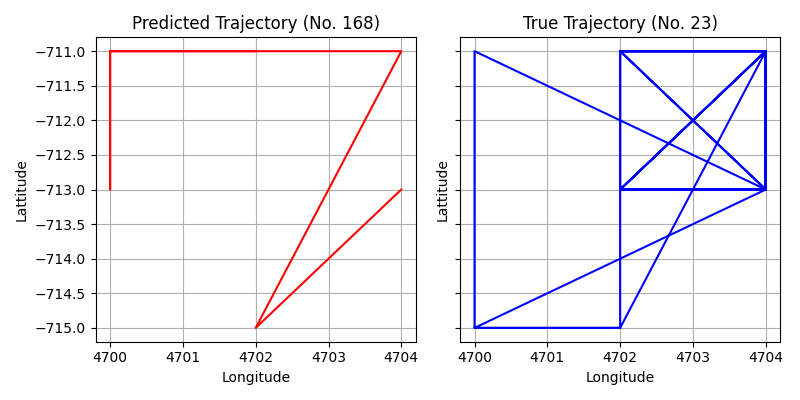 Predicted Trajectory (No. 168)
True Trajectory (No. 23)
Lattitude
−711.0
−711.5
−712.0
−712.5
−713.0
−713.5
−714.0
−714.5
−715.0
4700 4701 4702 4703 4704
Longitude
Lattitude
4700 4701 4702 4703 4704
Longitude